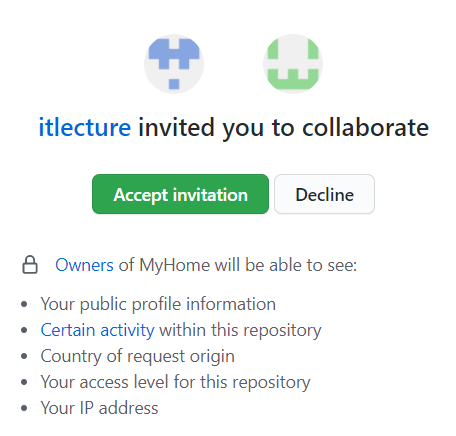 itlecture invited you to collaborate
Accept invitation
Decline
Owners of MyHome will be able to see:
Your public profile information
Certain activity within this repository
Country of request origin
Your access level for this repository
Your IP address